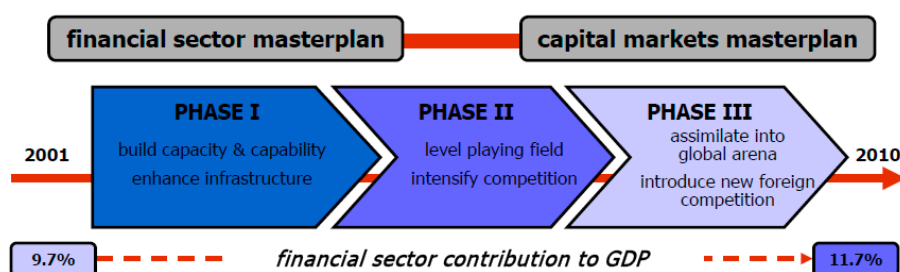 financial sector masterplan
capital markets masterplan
PHASE I
build capacity & capability
enhance infrastructure
PHASE II
level playing field
intensify competition
PHASE III
assimilate into
global arena
introduce new foreign
competition
2001
2010
9.7%
financial sector contribution to GDP
11.7%